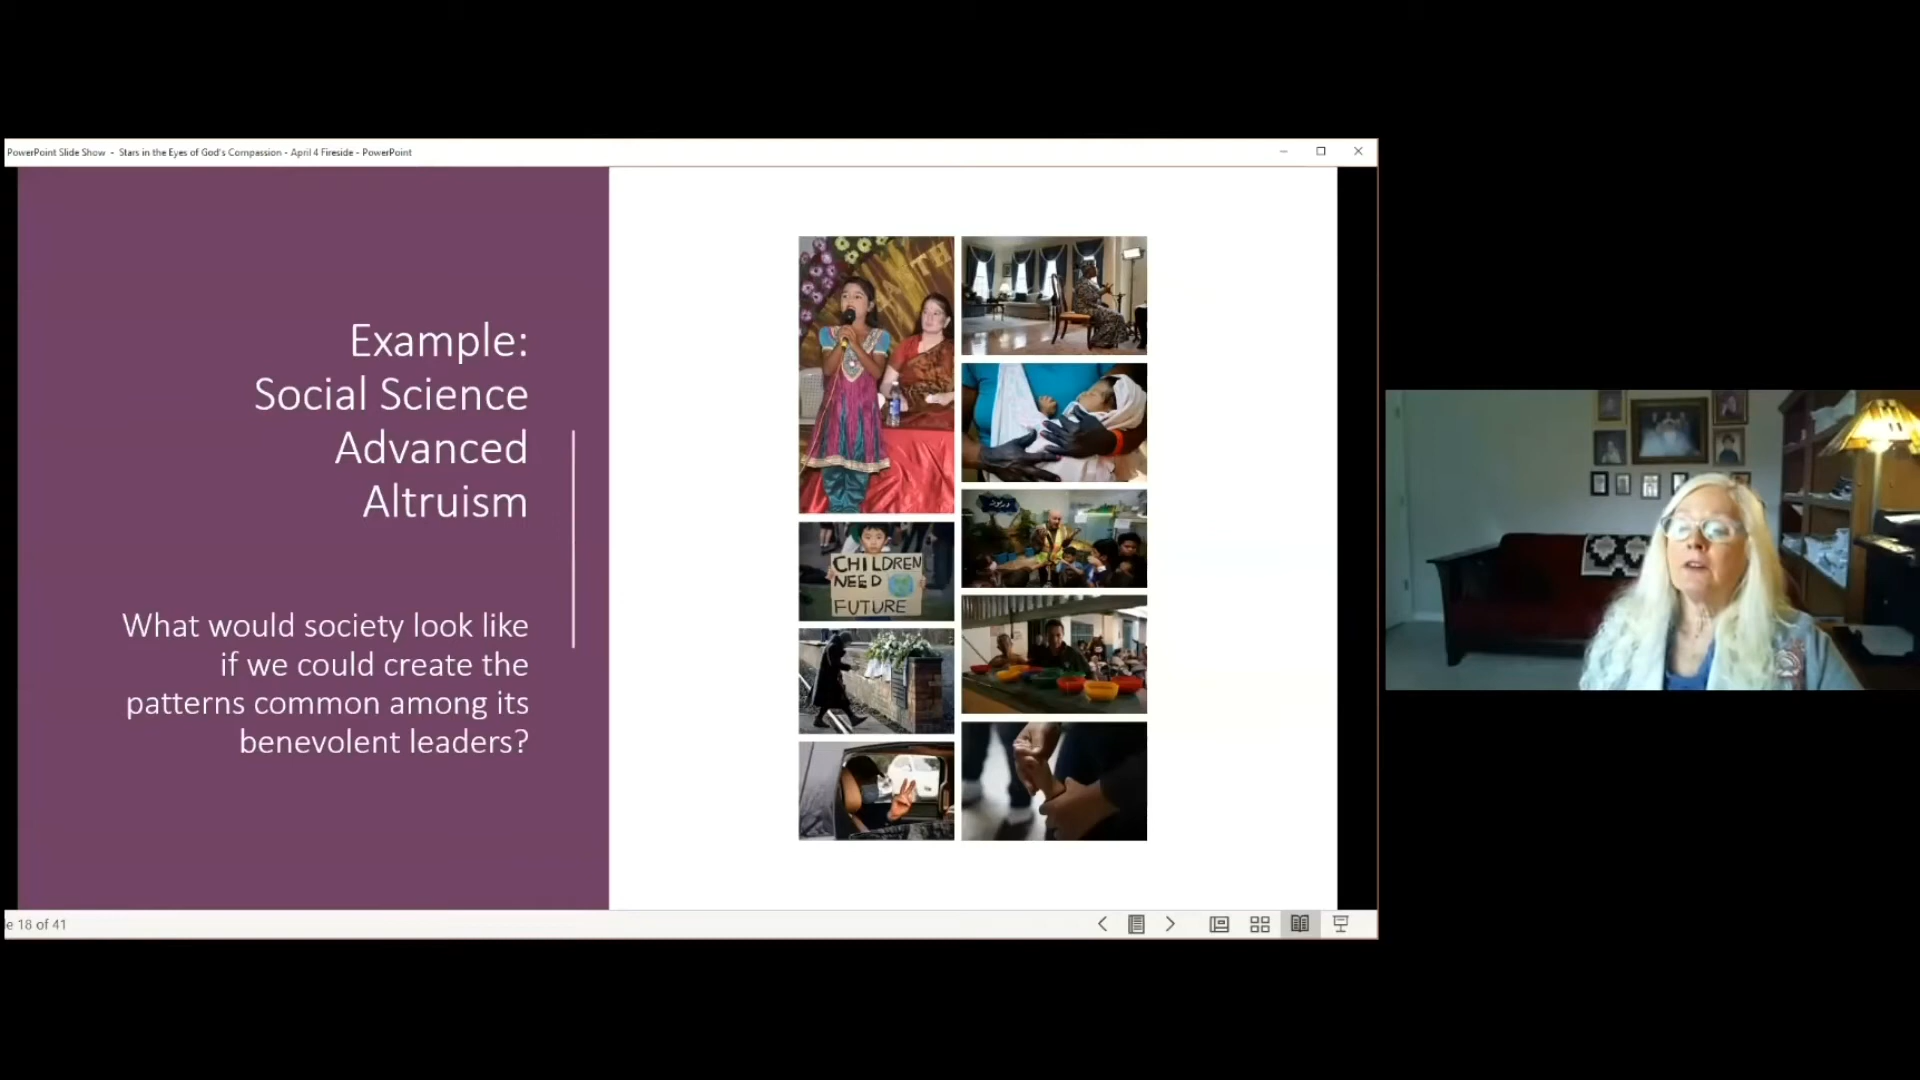 PowerPoint Slide Show - Stars in the Eyes of God's Compassion - April 4 Fireside - PowerPoint
Example:
Social Science
Advanced
Altruism
What would society look like
if we could create the
patterns common among its
benevolent leaders?
CHILDREN
NEED
FUTURE
e 18 of 41